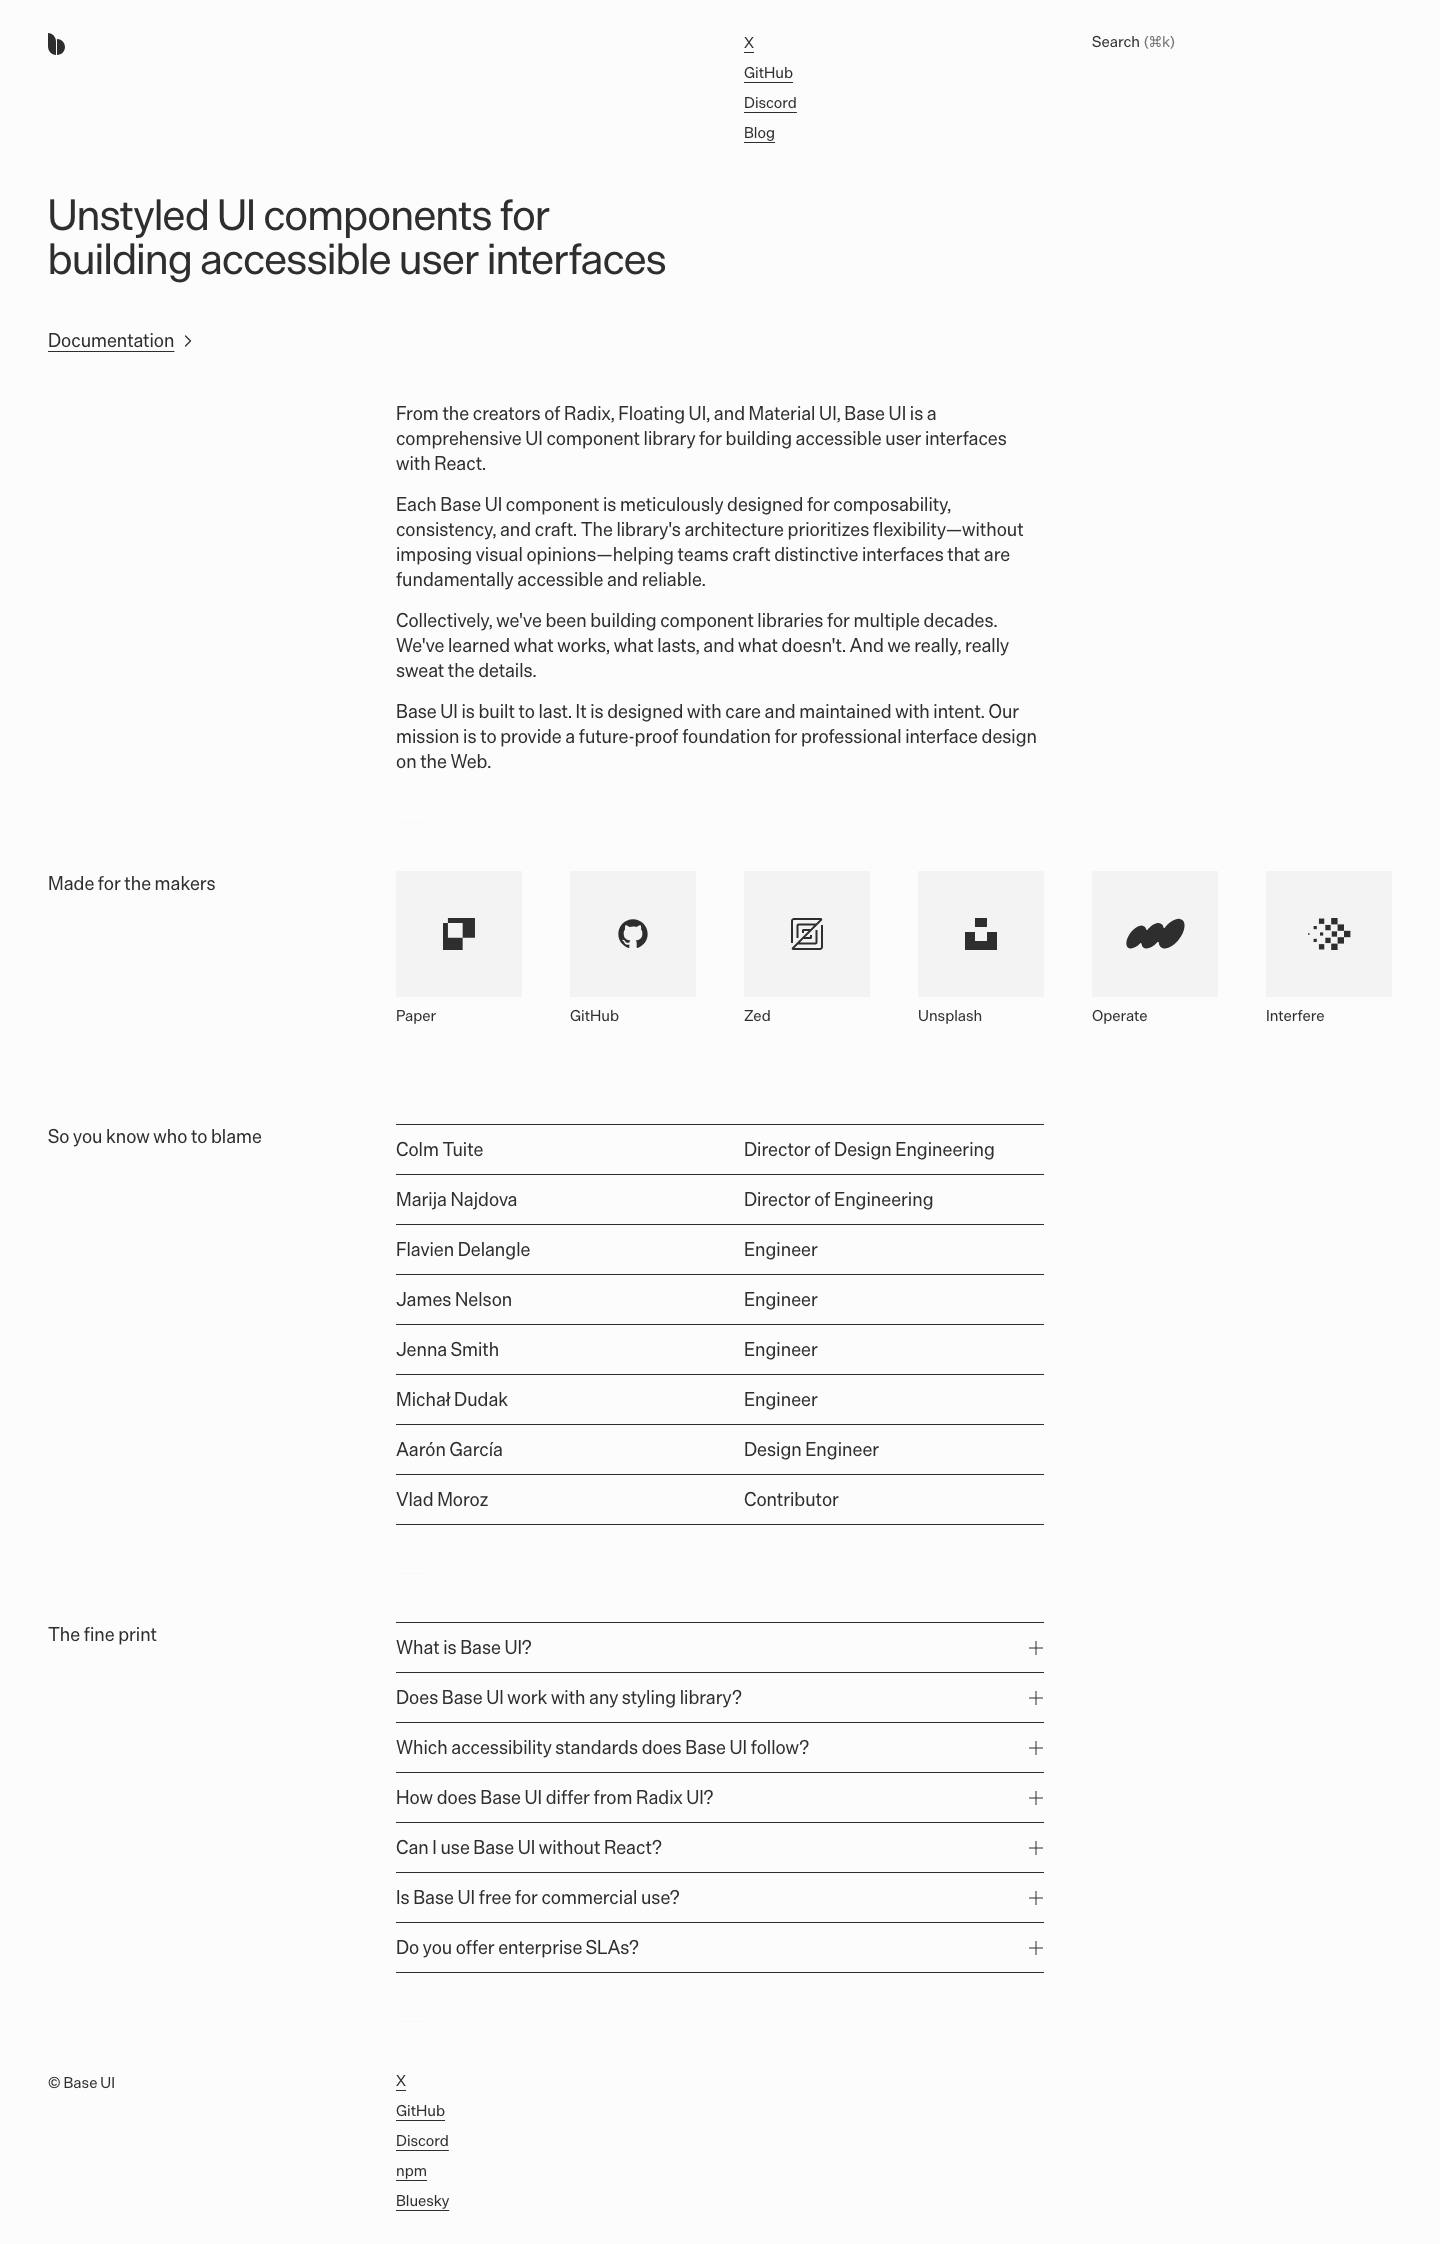 X
GitHub
Discord
Blog
Search (⌘k)
Unstyled UI components for
building accessible user interfaces
Documentation
From the creators of Radix, Floating UI, and Material UI, Base UI is a
comprehensive UI component library for building accessible user interfaces
with React.
Each Base UI component is meticulously designed for composability,
consistency, and craft. The library's architecture prioritizes flexibility—without
imposing visual opinions—helping teams craft distinctive interfaces that are
fundamentally accessible and reliable.
Collectively, we've been building component libraries for multiple decades.
We've learned what works, what lasts, and what doesn't. And we really, really
sweat the details.
Base UI is built to last. It is designed with care and maintained with intent. Our
mission is to provide a future-proof foundation for professional interface design
on the Web.
Made for the makers
Paper
GitHub
Zed
Unsplash
Operate
Interfere
So you know who to blame
Colm Tuite Director of Design Engineering
Marija Najdova Director of Engineering
Flavien Delangle Engineer
James Nelson Engineer
Jenna Smith Engineer
Michał Dudak Engineer
Aarón García Design Engineer
Vlad Moroz Contributor
The fine print
What is Base UI?
Does Base UI work with any styling library?
Which accessibility standards does Base UI follow?
How does Base UI differ from Radix UI?
Can I use Base UI without React?
Is Base UI free for commercial use?
Do you offer enterprise SLAs?
© Base UI
X
GitHub
Discord
npm
Bluesky